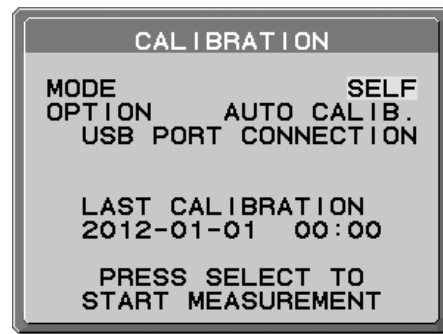 CALIBRATION
MODE SELF
OPTION AUTO CALIB.
USB PORT CONNECTION
LAST CALIBRATION
2012-01-01 00:00
PRESS SELECT TO
START MEASUREMENT